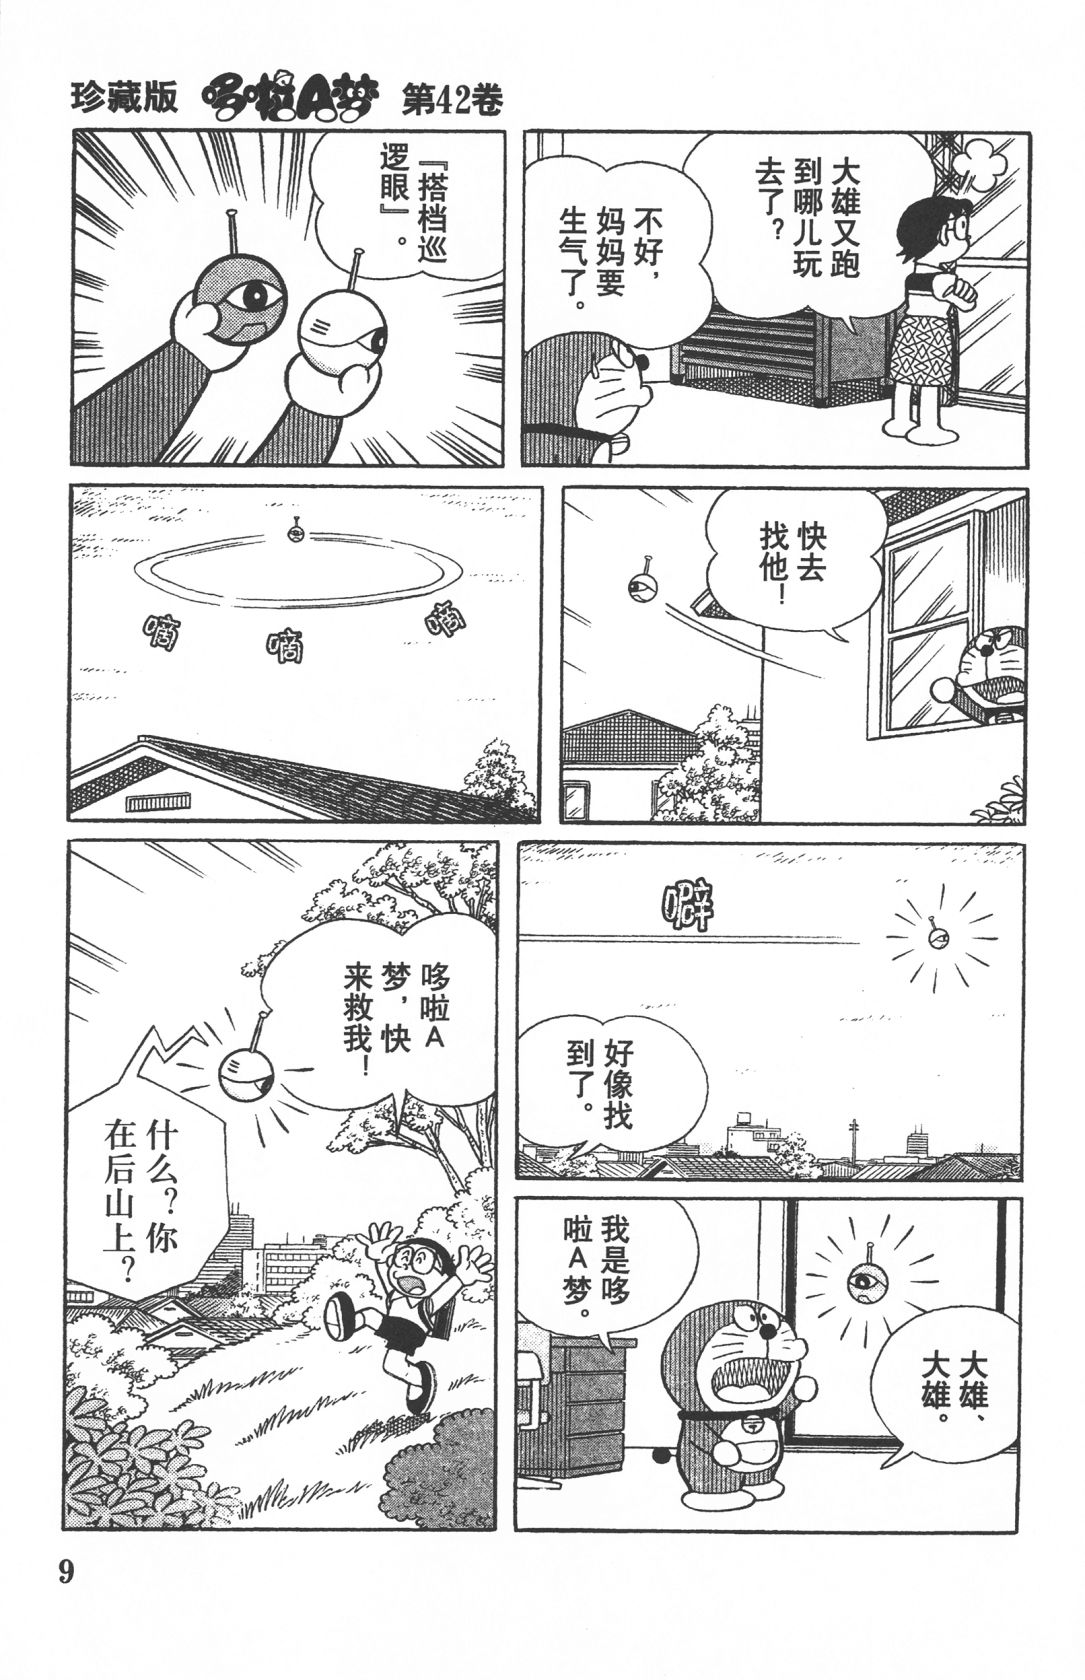 珍藏版 哆啦A梦 第42卷
大雄又跑
到哪儿玩
去了？
不好，
妈妈要
生气了。
『搭档巡
逻眼』。
快去
找他！
嘀
嘀
嘀
噼
好像找
到了。
大雄、
大雄。
我是哆
啦A梦。
哆啦A
梦，快
来救我！
什么？你
在后山上？
9